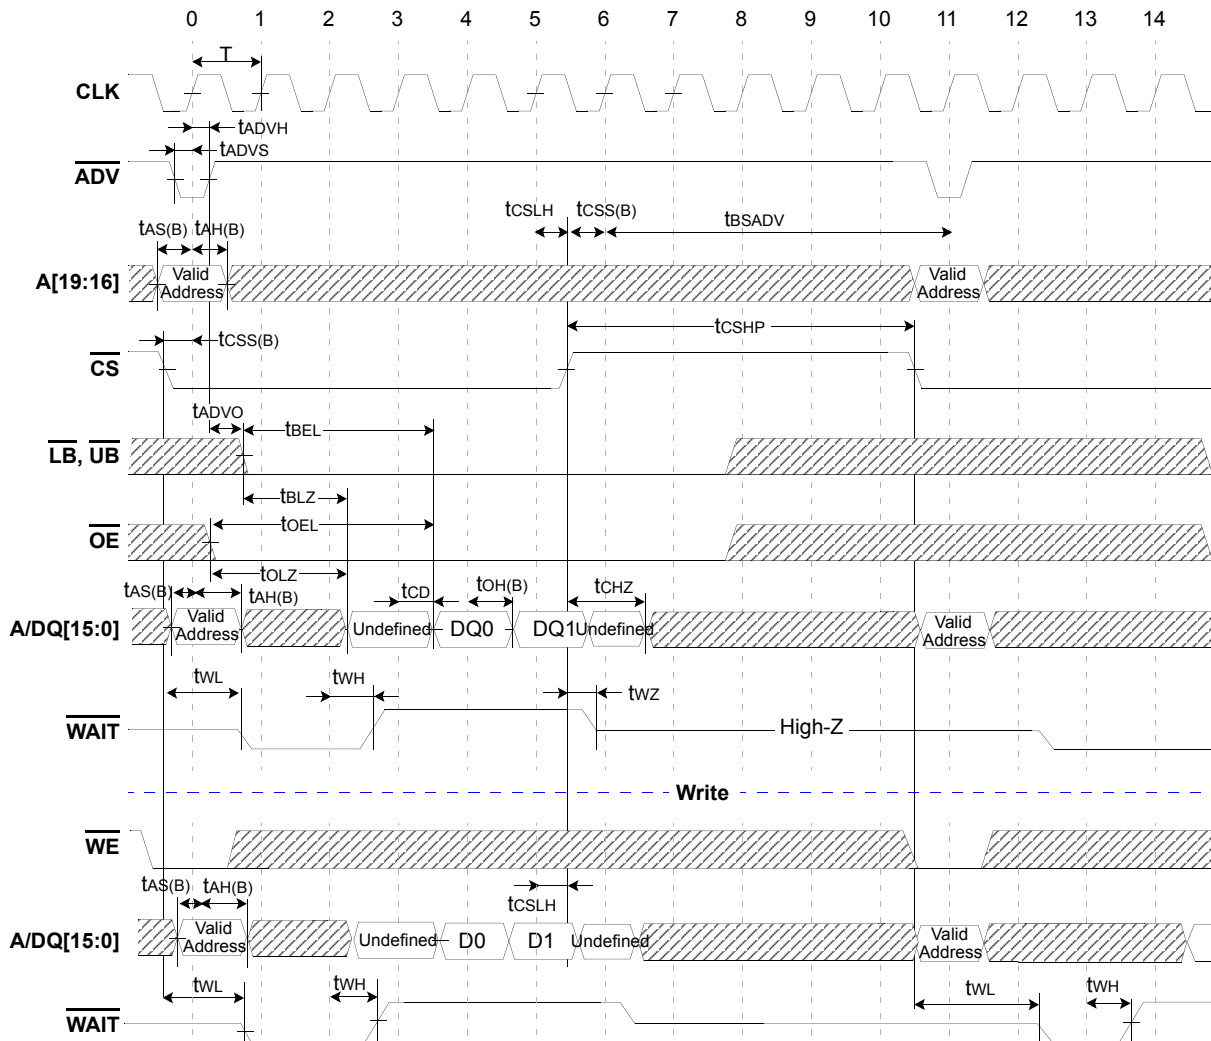 0 1 2 3 4 5 6 7 8 9 10 11 12 13 14
T
CLK
tADVH
tADVS
ADV
tCSLH tCSS(B) tBSADV
tAS(B) tAH(B)
A[19:16] Valid Address Valid Address
tCSHP
tCSS(B)
CS
tADVO
tBEL
LB, UB
tBLZ
tOEL
OE
tOLZ
tAS(B) tAH(B) tCD tOH(B) tCHZ
A/DQ[15:0] Valid Address Undefined DQ0 DQ1 Undefined Valid Address
tWL tWH tWZ
WAIT High-Z
Write
WE
tAS(B) tAH(B) tCSLH
A/DQ[15:0] Valid Address Undefined D0 D1 Undefined Valid Address
tWL tWH tWL tWH
WAIT